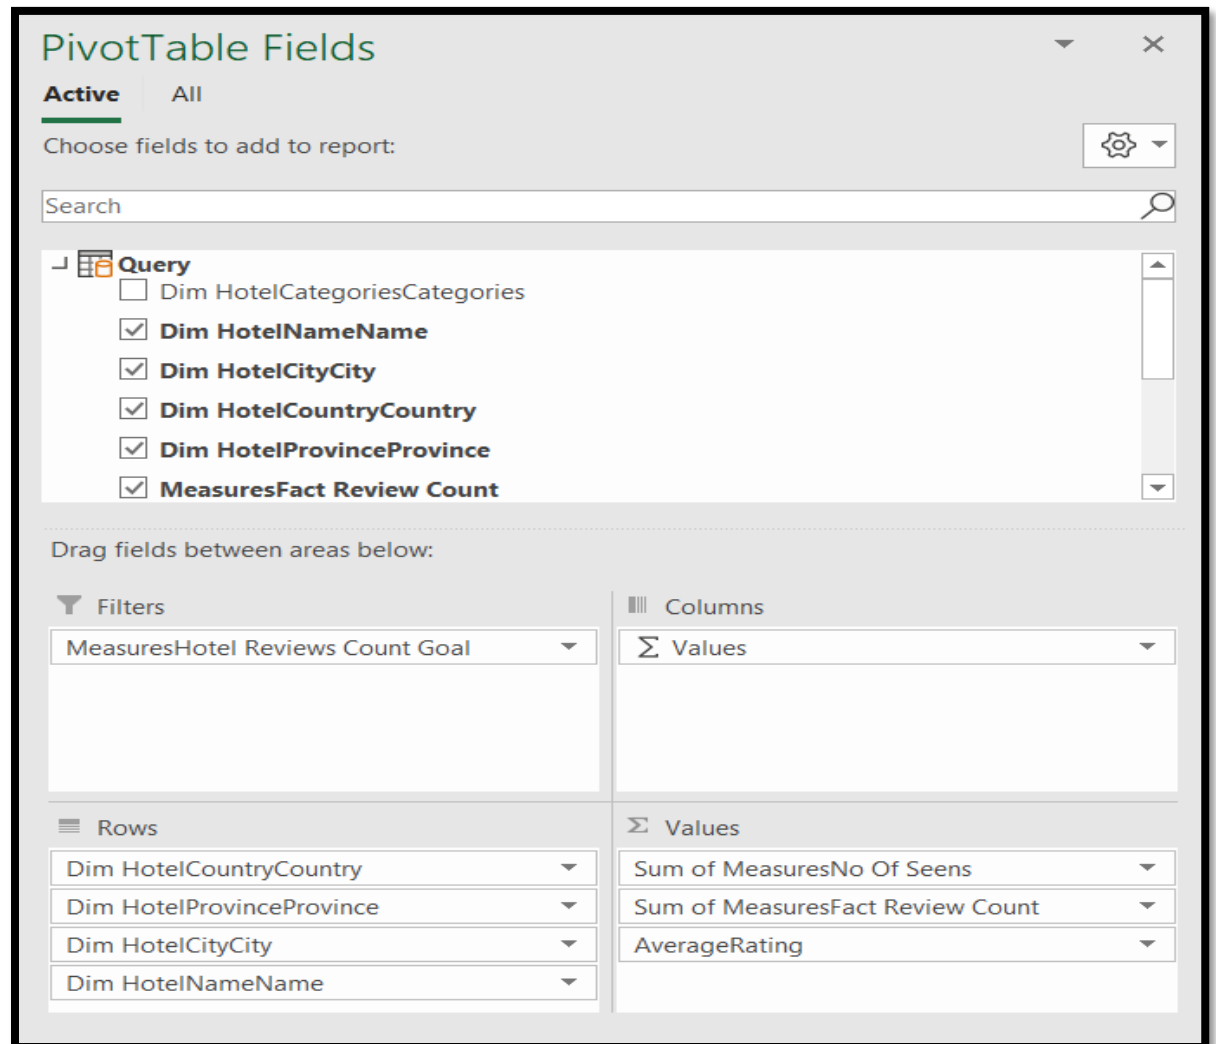 PivotTable Fields
Active All
Choose fields to add to report:
Search
Query
Dim HotelCategoriesCategories
Dim HotelNameName
Dim HotelCityCity
Dim HotelCountryCountry
Dim HotelProvinceProvince
MeasuresFact Review Count
Drag fields between areas below:
Filters
MeasuresHotel Reviews Count Goal
Columns
Σ Values
Rows
Dim HotelCountryCountry
Dim HotelProvinceProvince
Dim HotelCityCity
Dim HotelNameName
Σ Values
Sum of MeasuresNo Of Seens
Sum of MeasuresFact Review Count
AverageRating